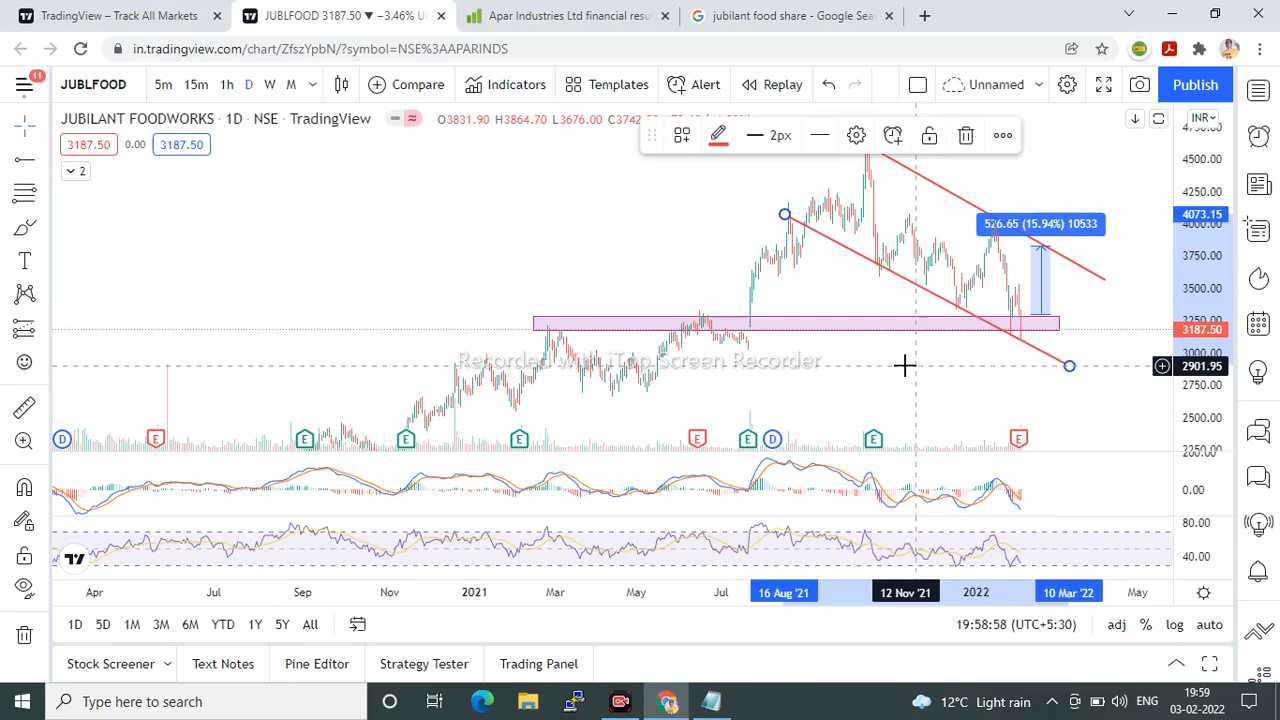 TradingView – Track All Markets
JUBLFOOD 3187.50 ▼ −3.46% Un
Apar Industries Ltd financial resul
jubilant food share - Google Sear
in.tradingview.com/chart/ZfszYpbN/?symbol=NSE%3AAPARINDS
11
JUBLFOOD
5m
15m
1h
D
W
M
Compare
Indicators
Templates
Alert
Replay
Unnamed
Publish
JUBILANT FOODWORKS · 1D · NSE · TradingView
O3831.90 H3864.70 L3676.00
INR
3187.50
0.00
3187.50
2px
2
4500.00
4250.00
4073.15
4000.00
526.65 (15.94%) 10533
3750.00
3500.00
3250.00
3187.50
3000.00
Recorded with iTop Screen Recorder
2901.95
2750.00
2500.00
D
E
E
E
E
E
E
D
E
E
0.00
80.00
40.00
Apr
Jul
Sep
Nov
2021
Mar
May
Jul
16 Aug '21
12 Nov '21
2022
10 Mar '22
May
1D
5D
1M
3M
6M
YTD
1Y
5Y
All
19:58:58 (UTC+5:30)
adj
%
log
auto
Stock Screener
Text Notes
Pine Editor
Strategy Tester
Trading Panel
Type here to search
12°C Light rain
ENG
19:59
03-02-2022